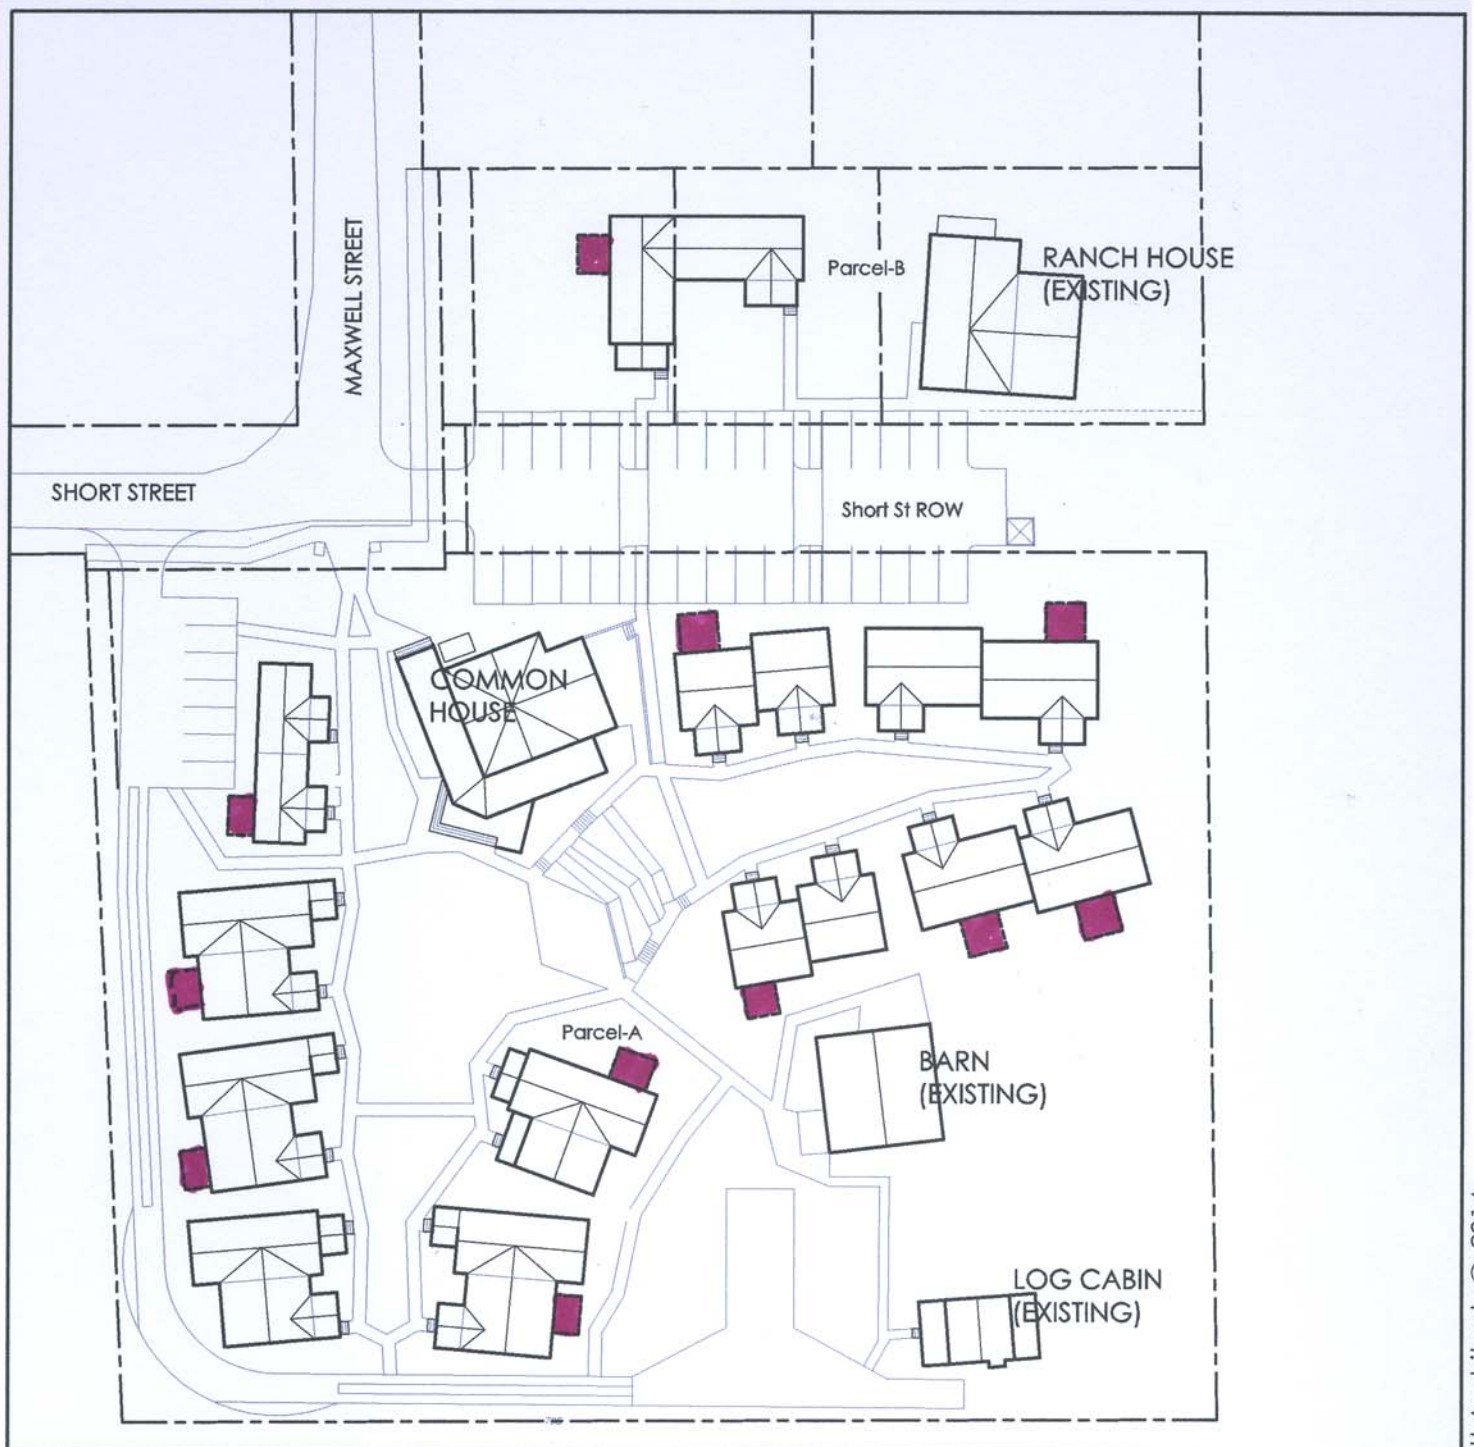 MAXWELL STREET
Parcel-B
RANCH HOUSE
(EXISTING)
SHORT STREET
Short St ROW
COMMON
HOUSE
Parcel-A
BARN
(EXISTING)
LOG CABIN
(EXISTING)